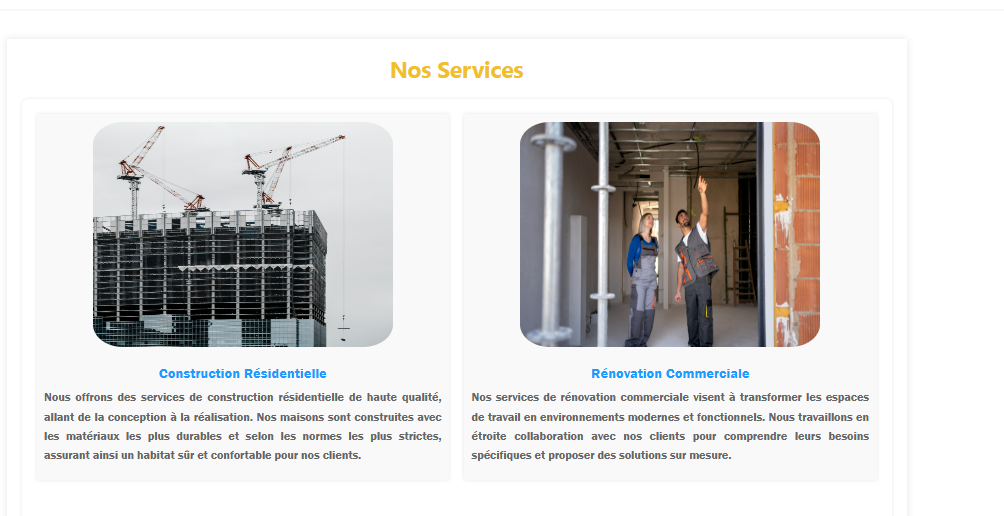 Nos Services
Construction Résidentielle
Nous offrons des services de construction résidentielle de haute qualité,
allant de la conception à la réalisation. Nos maisons sont construites avec
les matériaux les plus durables et selon les normes les plus strictes,
assurant ainsi un habitat sûr et confortable pour nos clients.
Rénovation Commerciale
Nos services de rénovation commerciale visent à transformer les espaces
de travail en environnements modernes et fonctionnels. Nous travaillons en
étroite collaboration avec nos clients pour comprendre leurs besoins
spécifiques et proposer des solutions sur mesure.